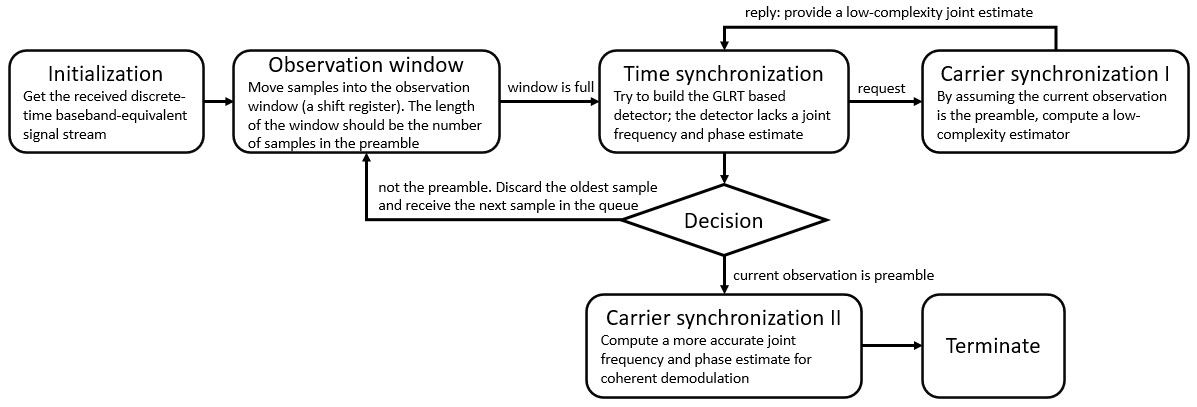 reply: provide a low-complexity joint estimate
Initialization
Get the received discrete-
time baseband-equivalent
signal stream
Observation window
Move samples into the observation
window (a shift register). The length
of the window should be the number
of samples in the preamble
window is full
Time synchronization
Try to build the GLRT based
detector; the detector lacks a joint
frequency and phase estimate
request
Carrier synchronization I
By assuming the current observation
is the preamble, compute a low-
complexity estimator
not the preamble. Discard the oldest sample
and receive the next sample in the queue
Decision
current observation is preamble
Carrier synchronization II
Compute a more accurate joint
frequency and phase estimate for
coherent demodulation
Terminate